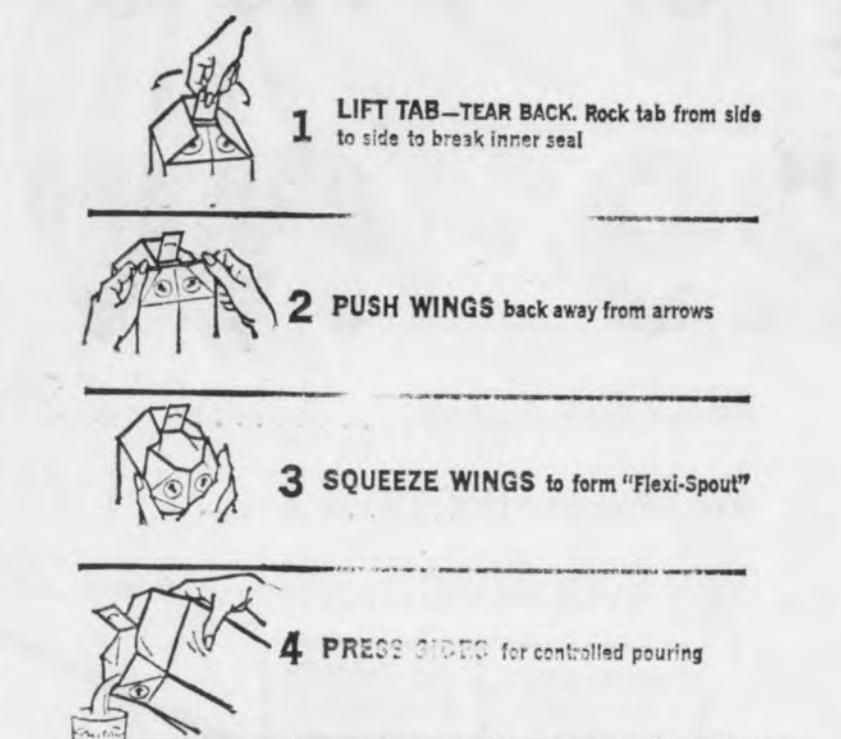 1 LIFT TAB—TEAR BACK. Rock tab from side
to side to break inner seal
2 PUSH WINGS back away from arrows
3 SQUEEZE WINGS to form "Flexi-Spout"
4 PRESS SIDES for controlled pouring